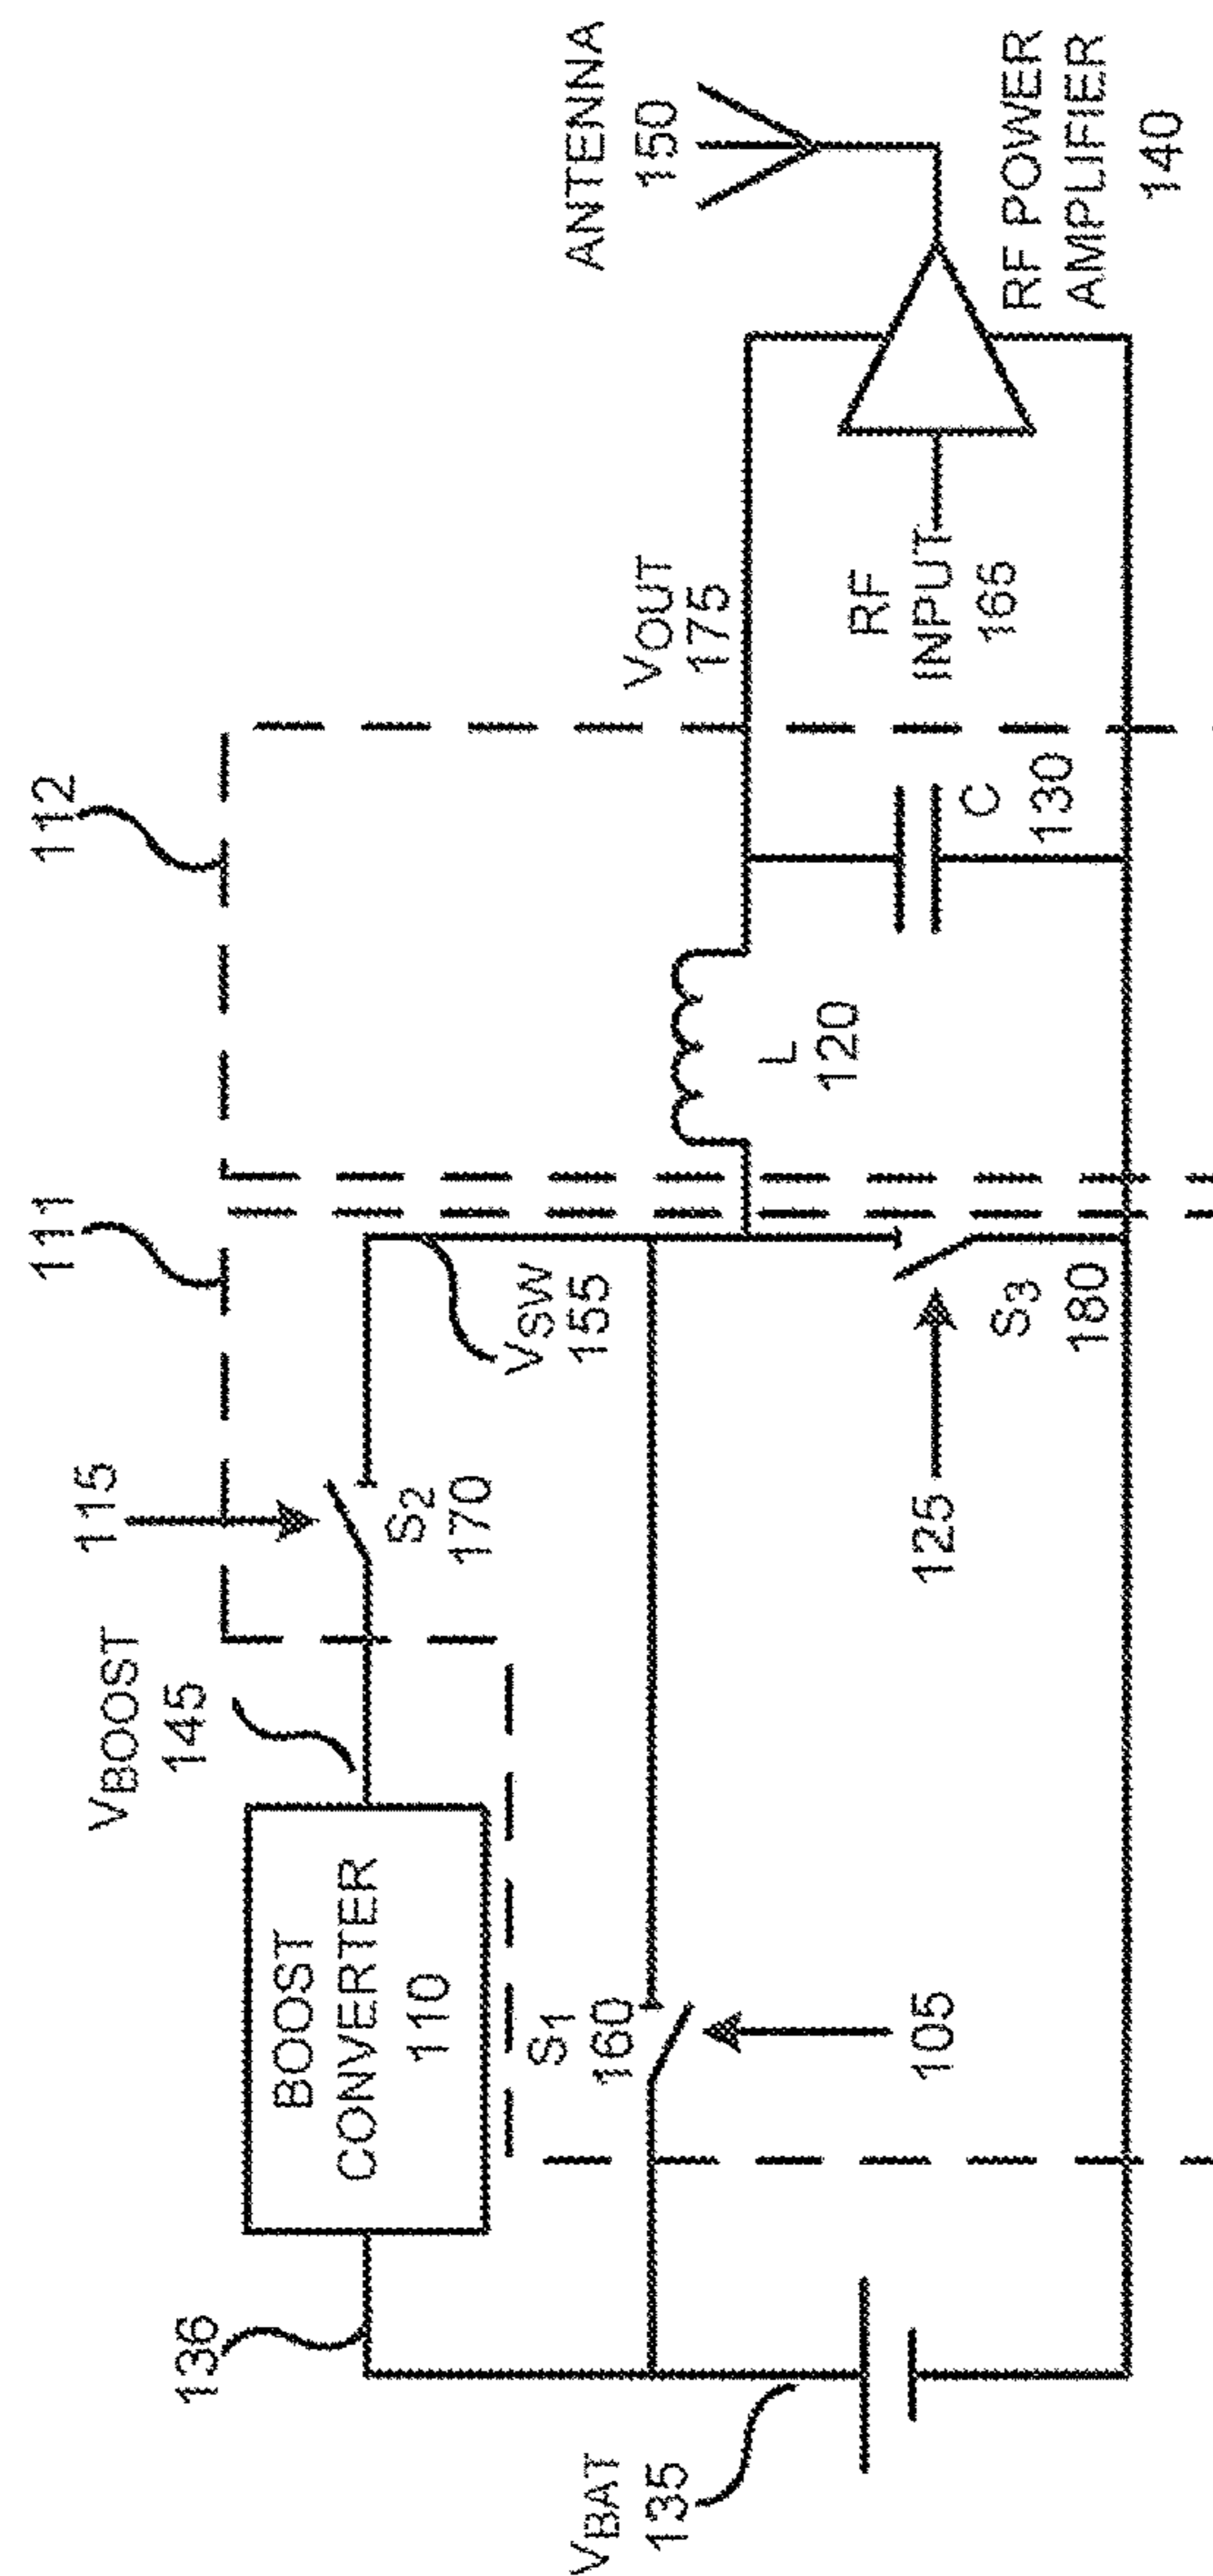 112
111
115
VBOOST
145
136
BOOST
CONVERTER
110
S2
170
VSW
155
VOUT
175
ANTENNA
150
VBAT
135
S1
160
105
125
S3
180
L
120
C
130
RF
INPUT
165
RF POWER
AMPLIFIER
140